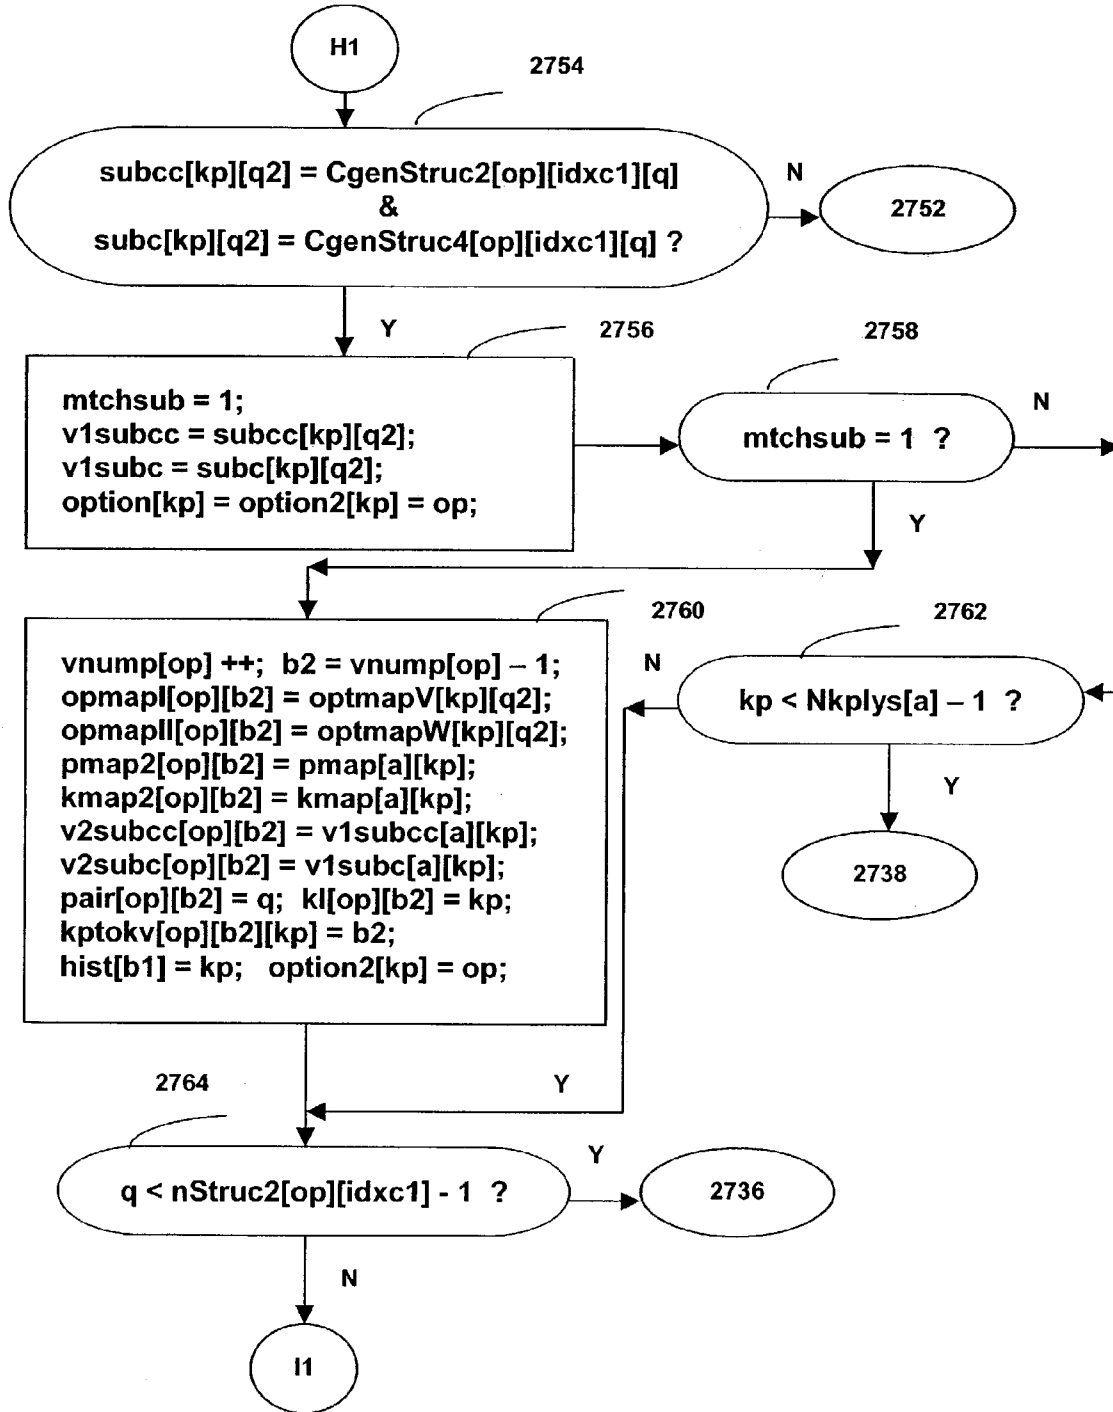 H1
2754
subcc[kp][q2] = CgenStruc2[op][idxc1][q]
&
subc[kp][q2] = CgenStruc4[op][idxc1][q] ?
N
2752
Y
2756
mtchsub = 1;
v1subcc = subcc[kp][q2];
v1subc = subc[kp][q2];
option[kp] = option2[kp] = op;
2758
mtchsub = 1 ?
N
Y
2760
vnump[op] ++; b2 = vnump[op] – 1;
opmapI[op][b2] = optmapV[kp][q2];
opmapII[op][b2] = optmapW[kp][q2];
pmap2[op][b2] = pmap[a][kp];
kmap2[op][b2] = kmap[a][kp];
v2subcc[op][b2] = v1subcc[a][kp];
v2subc[op][b2] = v1subc[a][kp];
pair[op][b2] = q; kl[op][b2] = kp;
kptokv[op][b2][kp] = b2;
hist[b1] = kp; option2[kp] = op;
2762
N
kp < Nkplys[a] – 1 ?
Y
2738
2764
Y
q < nStruc2[op][idxc1] - 1 ?
Y
2736
N
I1